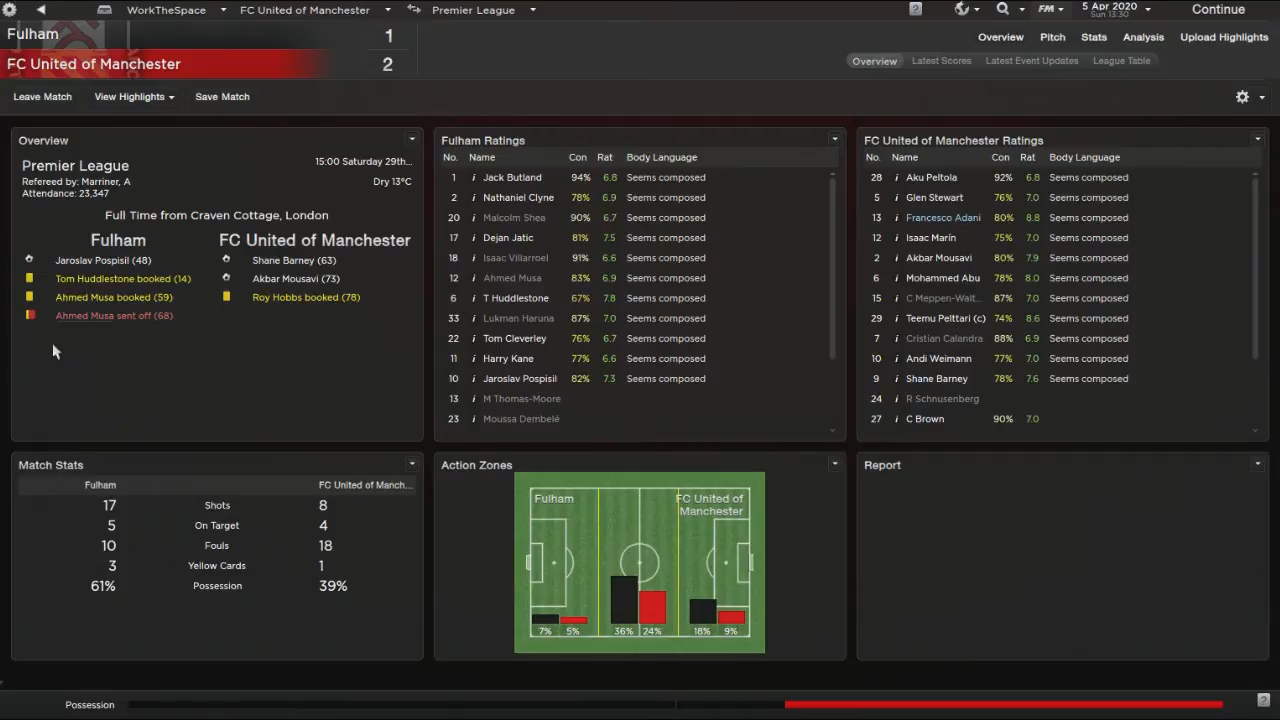 WorkTheSpace FC United of Manchester Premier League ? FM 5 Apr 2020 Sun 13:30 Continue
Fulham 1
FC United of Manchester 2
Overview Pitch Stats Analysis Upload Highlights
Overview Latest Scores Latest Event Updates League Table
Leave Match View Highlights Save Match
Overview
Premier League 15:00 Saturday 29th...
Refereed by: Marriner, A Dry 13°C
Attendance: 23,347
Full Time from Craven Cottage, London
Fulham FC United of Manchester
Jaroslav Pospisil (48) Shane Barney (63)
Tom Huddlestone booked (14) Akbar Mousavi (73)
Ahmed Musa booked (59) Roy Hobbs booked (78)
Ahmed Musa sent off (68)
Fulham Ratings
No. Name Con Rat Body Language
1 i Jack Butland 94% 6.8 Seems composed
2 i Nathaniel Clyne 78% 6.9 Seems composed
20 i Malcolm Shea 90% 6.7 Seems composed
17 i Dejan Jatic 81% 7.5 Seems composed
18 i Isaac Villarroel 91% 6.6 Seems composed
12 i Ahmed Musa 83% 6.9 Seems composed
6 i T Huddlestone 67% 7.8 Seems composed
33 i Lukman Haruna 87% 7.0 Seems composed
22 i Tom Cleverley 76% 6.7 Seems composed
11 i Harry Kane 77% 6.6 Seems composed
10 i Jaroslav Pospisil 82% 7.3 Seems composed
13 i M Thomas-Moore
23 i Moussa Dembelé
FC United of Manchester Ratings
No. Name Con Rat Body Language
28 i Aku Peltola 92% 6.8 Seems composed
5 i Glen Stewart 76% 7.0 Seems composed
13 i Francesco Adani 80% 8.8 Seems composed
12 i Isaac Marín 75% 7.0 Seems composed
2 i Akbar Mousavi 80% 7.9 Seems composed
6 i Mohammed Abu 78% 8.0 Seems composed
15 i C Meppen-Walt... 87% 7.0 Seems composed
29 i Teemu Pelttari (c) 74% 8.6 Seems composed
7 i Cristian Calandra 88% 6.9 Seems composed
10 i Andi Weimann 77% 7.0 Seems composed
9 i Shane Barney 78% 7.6 Seems composed
24 i R Schnusenberg
27 i C Brown 90% 7.0
Match Stats
Fulham FC United of Manch...
17 Shots 8
5 On Target 4
10 Fouls 18
3 Yellow Cards 1
61% Possession 39%
Action Zones
Fulham FC United of
Manchester
7% 5% 36% 24% 18% 9%
Report
Possession ?